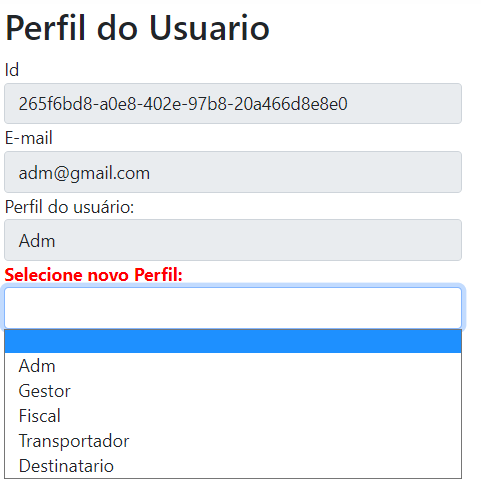 Perfil do Usuario
Id
265f6bd8-a0e8-402e-97b8-20a466d8e8e0
E-mail
adm@gmail.com
Perfil do usuário:
Adm
Selecione novo Perfil:
Adm
Gestor
Fiscal
Transportador
Destinatario